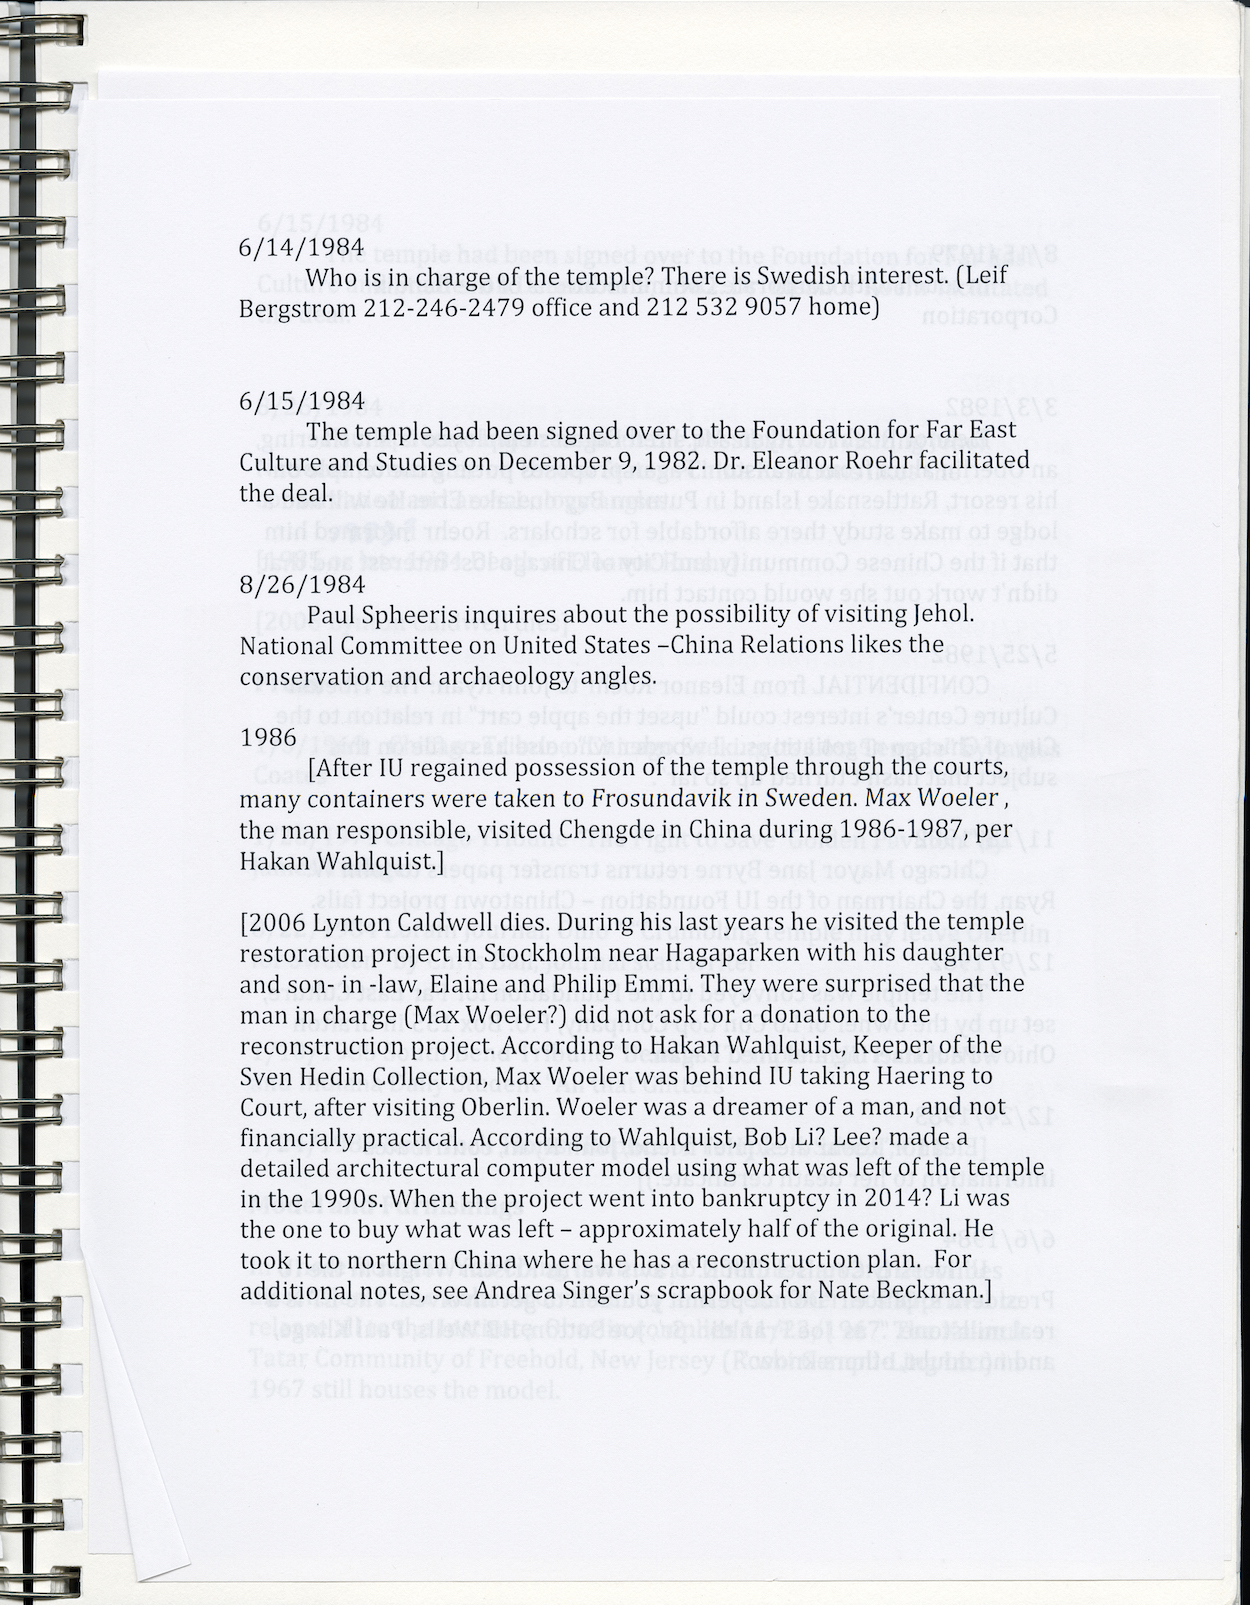 6/14/1984
Who is in charge of the temple? There is Swedish interest. (Leif
Bergstrom 212-246-2479 office and 212 532 9057 home)
6/15/1984
The temple had been signed over to the Foundation for Far East
Culture and Studies on December 9, 1982. Dr. Eleanor Roehr facilitated
the deal.
8/26/1984
Paul Spheeris inquires about the possibility of visiting Jehol.
National Committee on United States –China Relations likes the
conservation and archaeology angles.
1986
[After IU regained possession of the temple through the courts,
many containers were taken to Frosundavik in Sweden. Max Woeler ,
the man responsible, visited Chengde in China during 1986-1987, per
Hakan Wahlquist.]
[2006 Lynton Caldwell dies. During his last years he visited the temple
restoration project in Stockholm near Hagaparken with his daughter
and son- in -law, Elaine and Philip Emmi. They were surprised that the
man in charge (Max Woeler?) did not ask for a donation to the
reconstruction project. According to Hakan Wahlquist, Keeper of the
Sven Hedin Collection, Max Woeler was behind IU taking Haering to
Court, after visiting Oberlin. Woeler was a dreamer of a man, and not
financially practical. According to Wahlquist, Bob Li? Lee? made a
detailed architectural computer model using what was left of the temple
in the 1990s. When the project went into bankruptcy in 2014? Li was
the one to buy what was left – approximately half of the original. He
took it to northern China where he has a reconstruction plan.  For
additional notes, see Andrea Singer's scrapbook for Nate Beckman.]